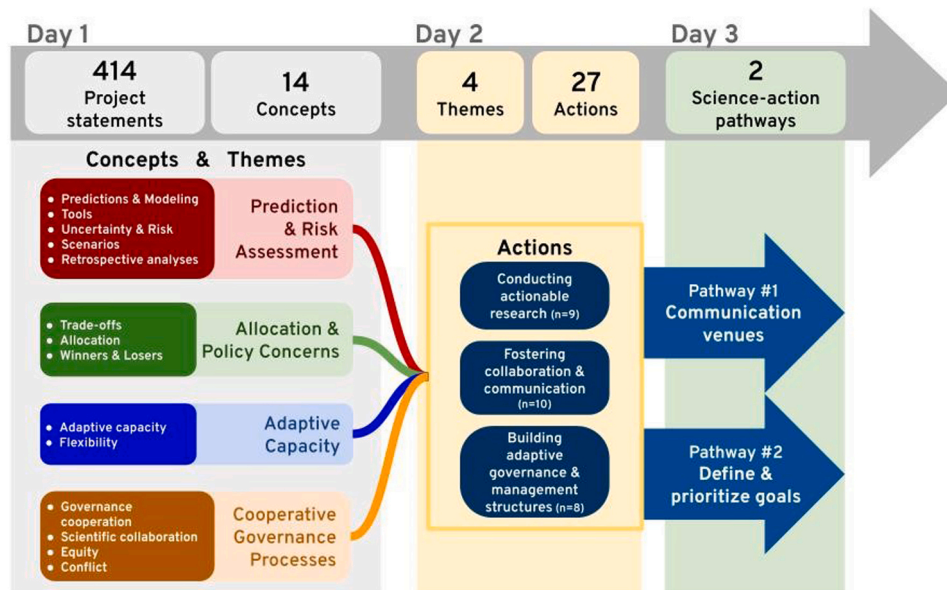 Day 1
Day 2
Day 3
414
Project
statements
14
Concepts
4
Themes
27
Actions
2
Science-action
pathways
Concepts & Themes
• Predictions & Modeling
• Tools
• Uncertainty & Risk
• Scenarios
• Retrospective analyses
Prediction
& Risk
Assessment
• Trade-offs
• Allocation
• Winners & Losers
Allocation &
Policy Concerns
• Adaptive capacity
• Flexibility
Adaptive
Capacity
• Governance
cooperation
• Scientific collaboration
• Equity
• Conflict
Cooperative
Governance
Processes
Actions
Conducting
actionable
research (n=9)
Fostering
collaboration &
communication
(n=10)
Building
adaptive
governance &
management
structures (n=8)
Pathway #1
Communication
venues
Pathway #2
Define &
prioritize goals